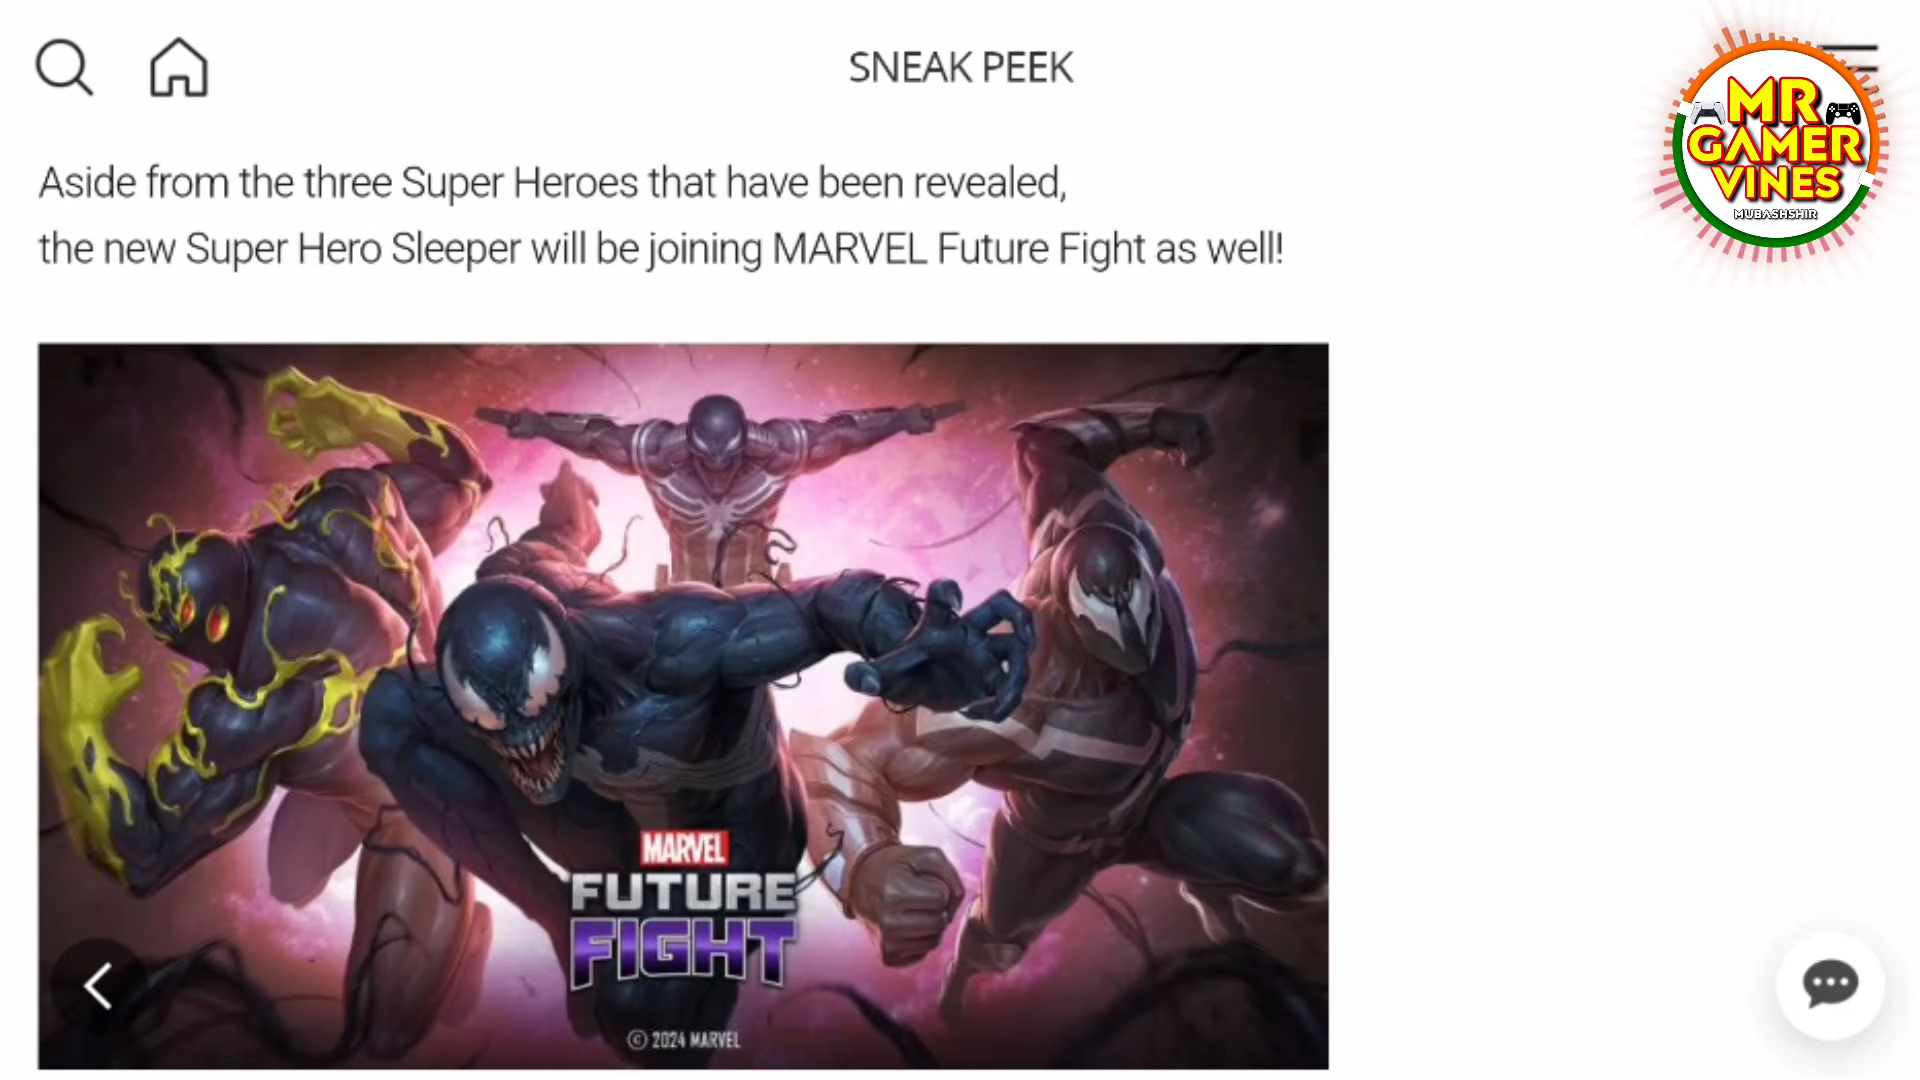 SNEAK PEEK
MR
GAMER
VINES
MUBASHSHIR
Aside from the three Super Heroes that have been revealed,
the new Super Hero Sleeper will be joining MARVEL Future Fight as well!
MARVEL
FUTURE
FIGHT
© 2024 MARVEL